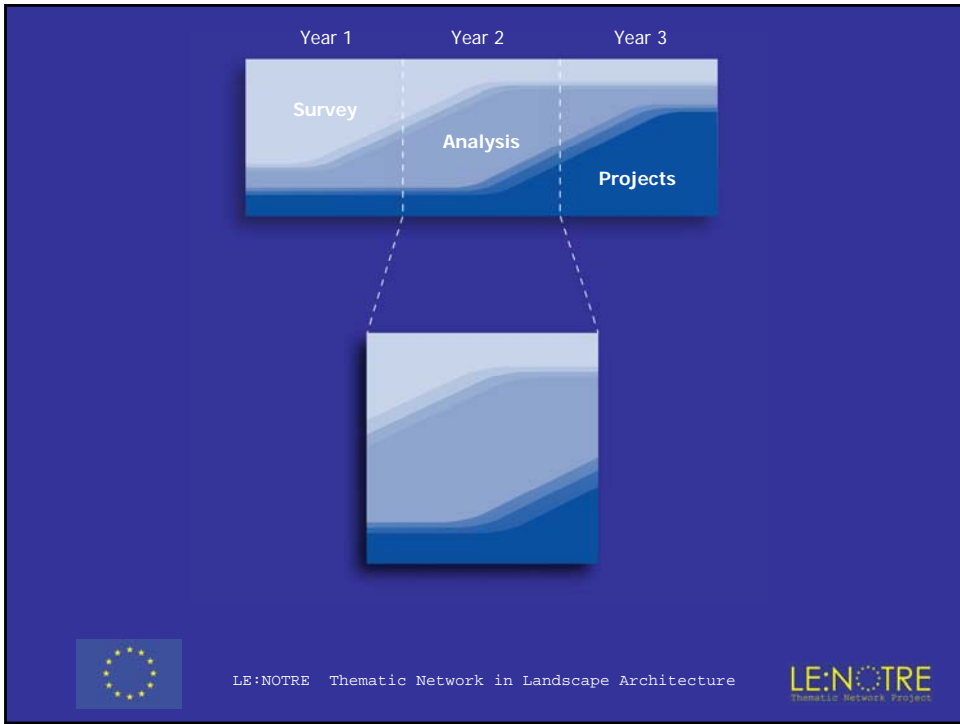 Year 1 Year 2 Year 3
Survey
Analysis
Projects
LE:NOTRE Thematic Network in Landscape Architecture
LE:NOTRE
Thematic Network Project